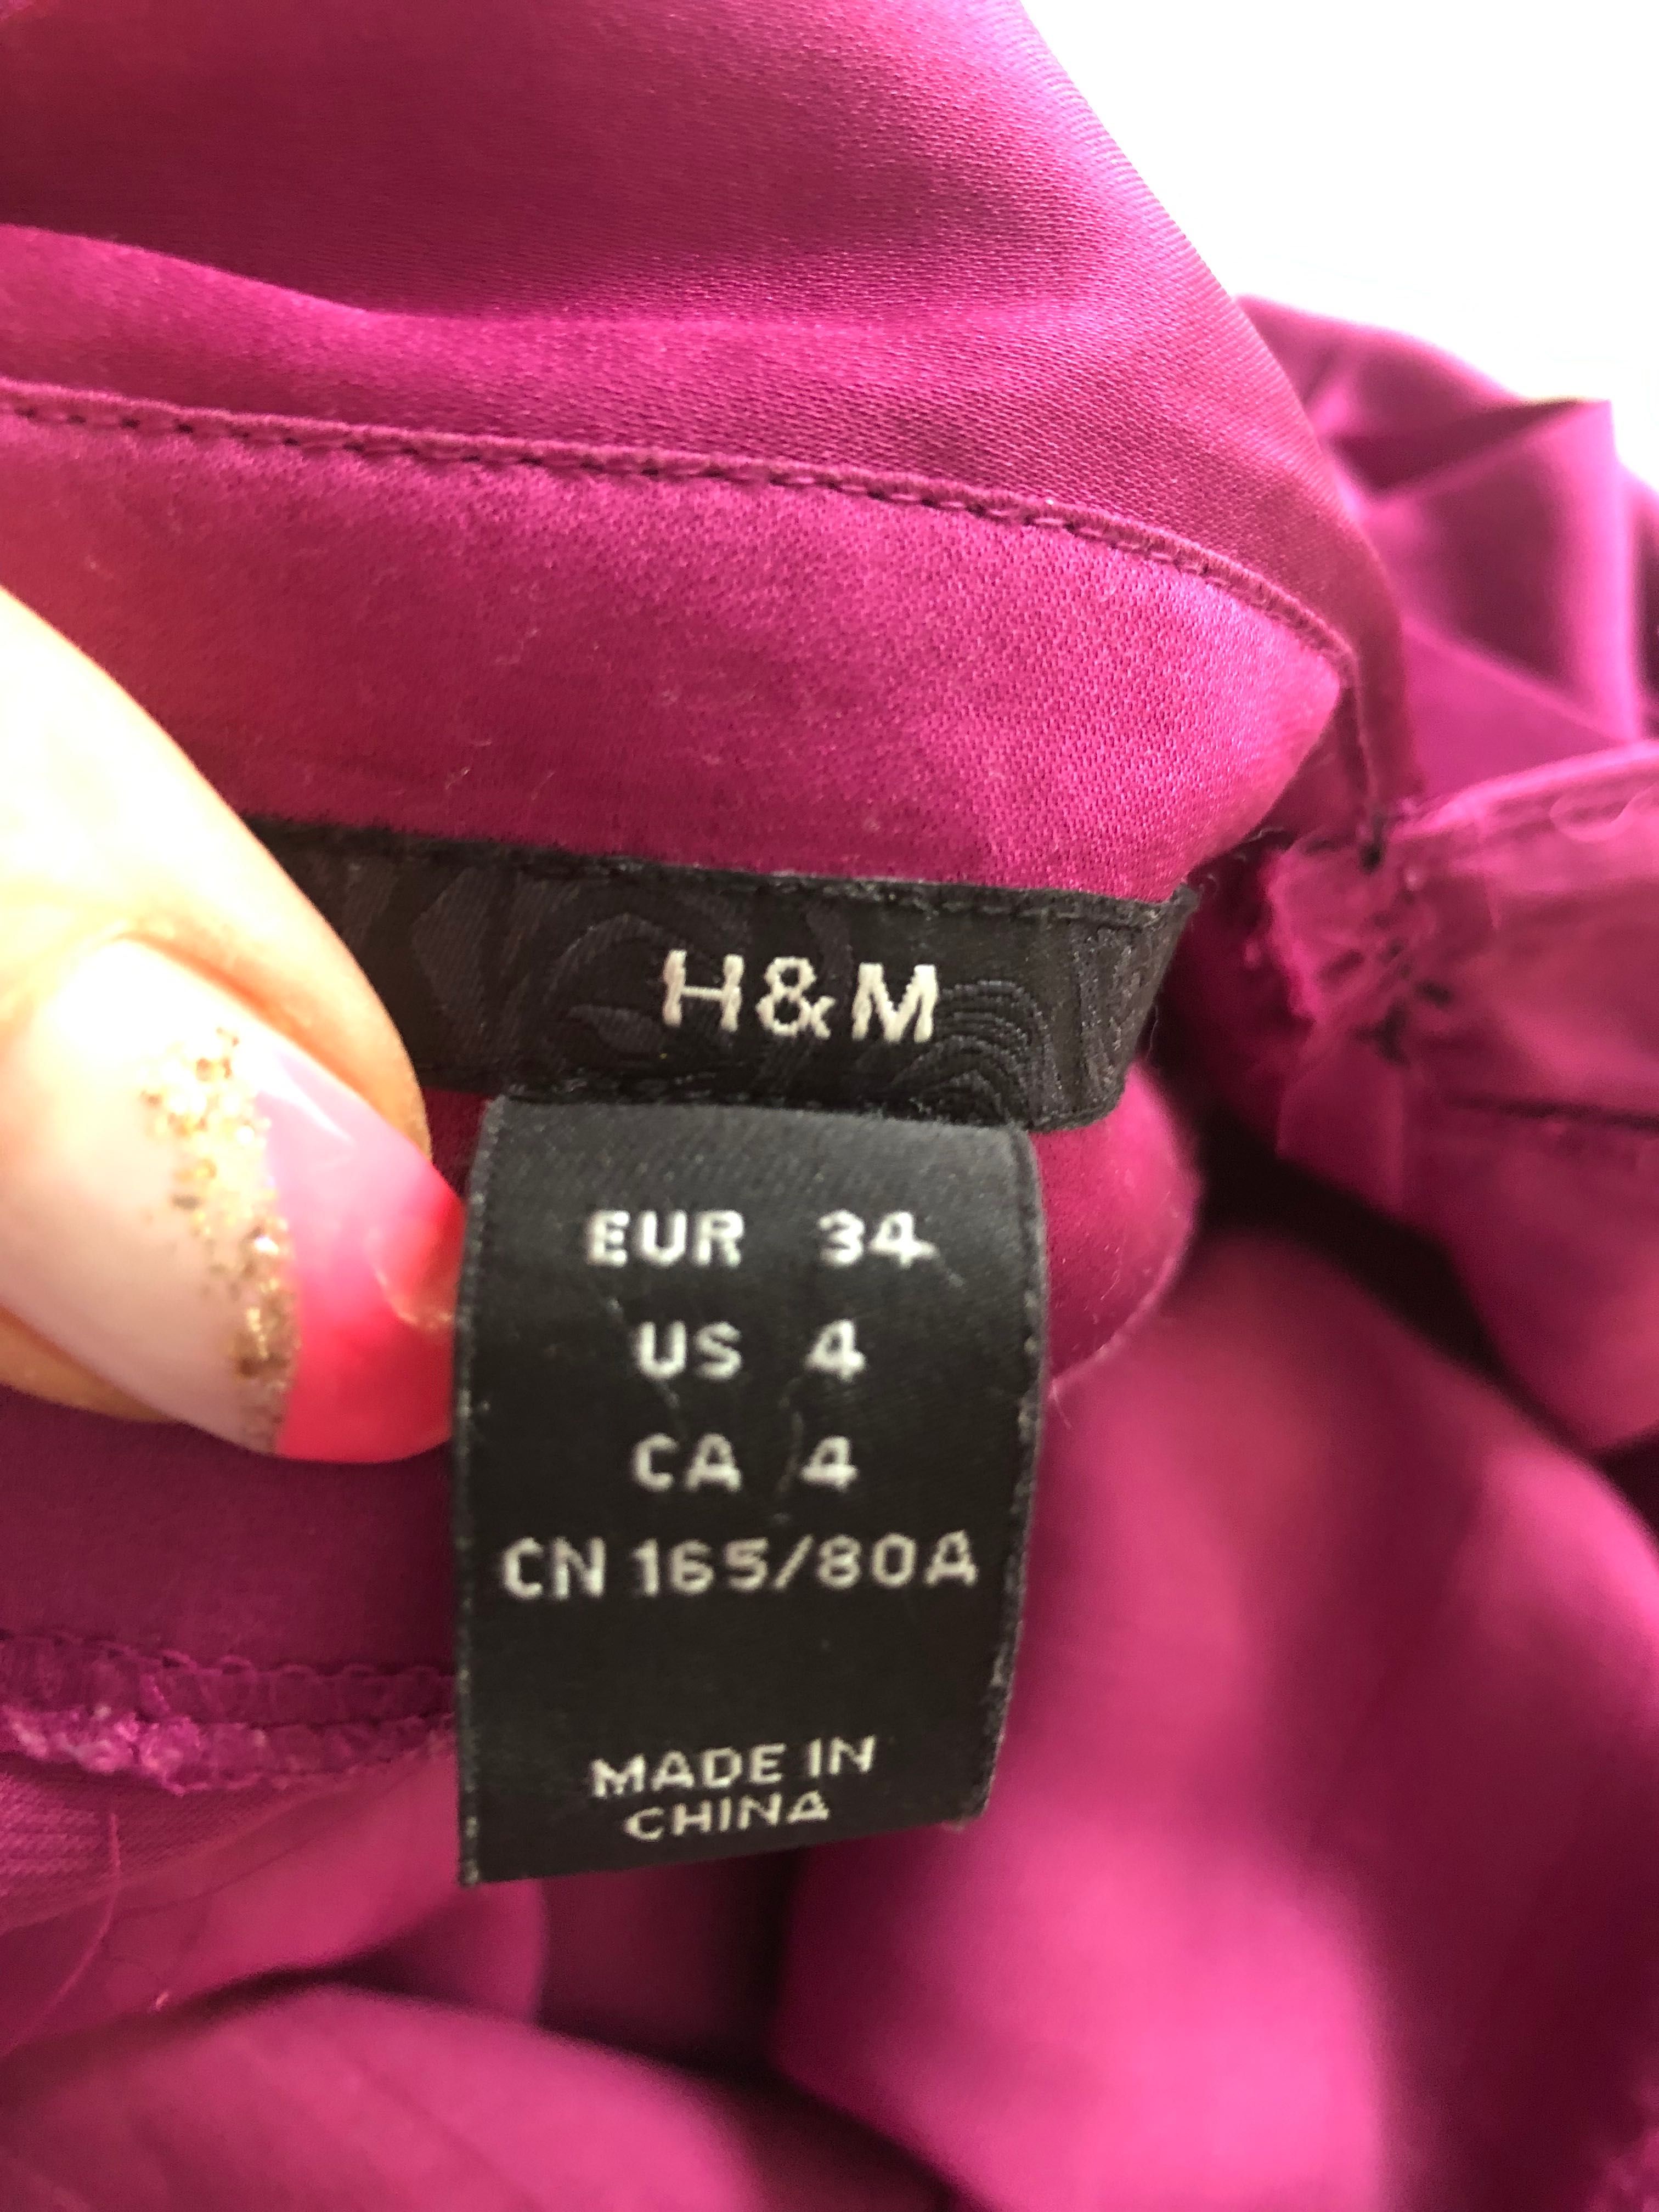 H&M
EUR 34
US 4
CA 4
CN 165/80A
MADE IN
CHINA